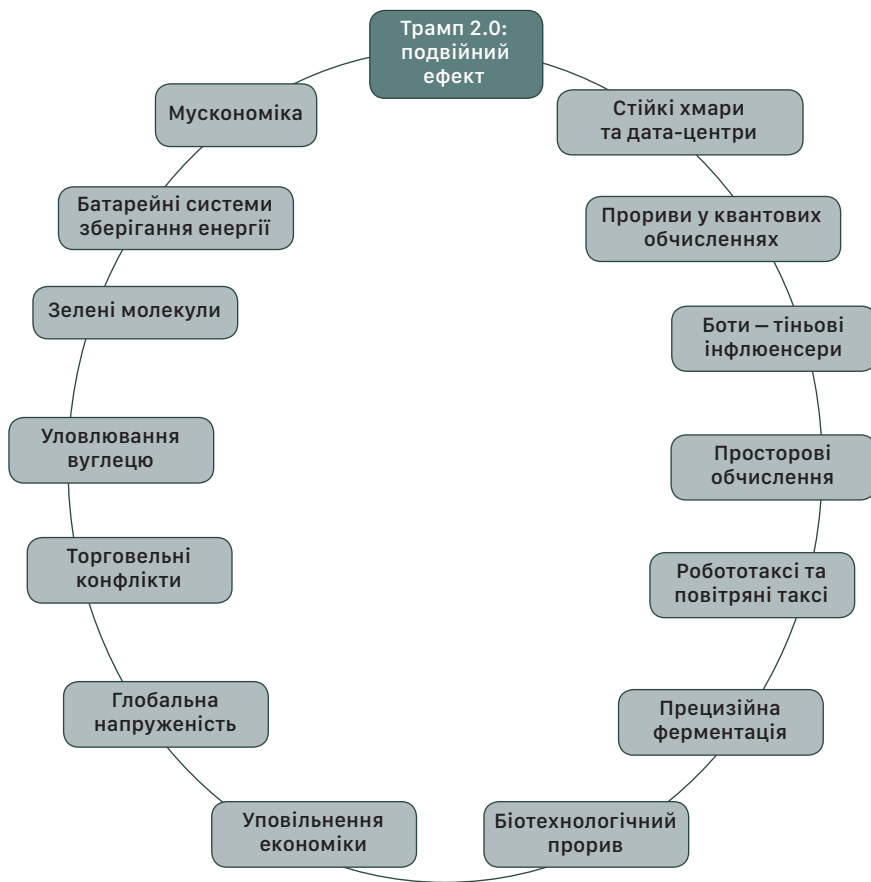 Трамп 2.0:
подвійний
ефект
Мускономіка
Стійкі хмари
та дата-центри
Батарейні системи
зберігання енергії
Прориви у квантових
обчисленнях
Зелені молекули
Боти – тіньові
інфлюенсери
Уловлювання
вуглецю
Просторові
обчислення
Торговельні
конфлікти
Робототаксі та
повітряні таксі
Глобальна
напруженість
Прецизійна
ферментація
Уповільнення
економіки
Біотехнологічний
прорив